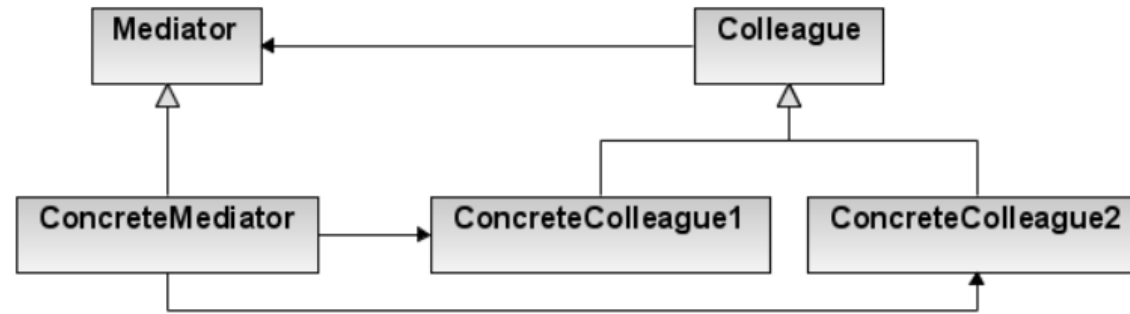 Mediator
Colleague
ConcreteMediator
ConcreteColleague1
ConcreteColleague2